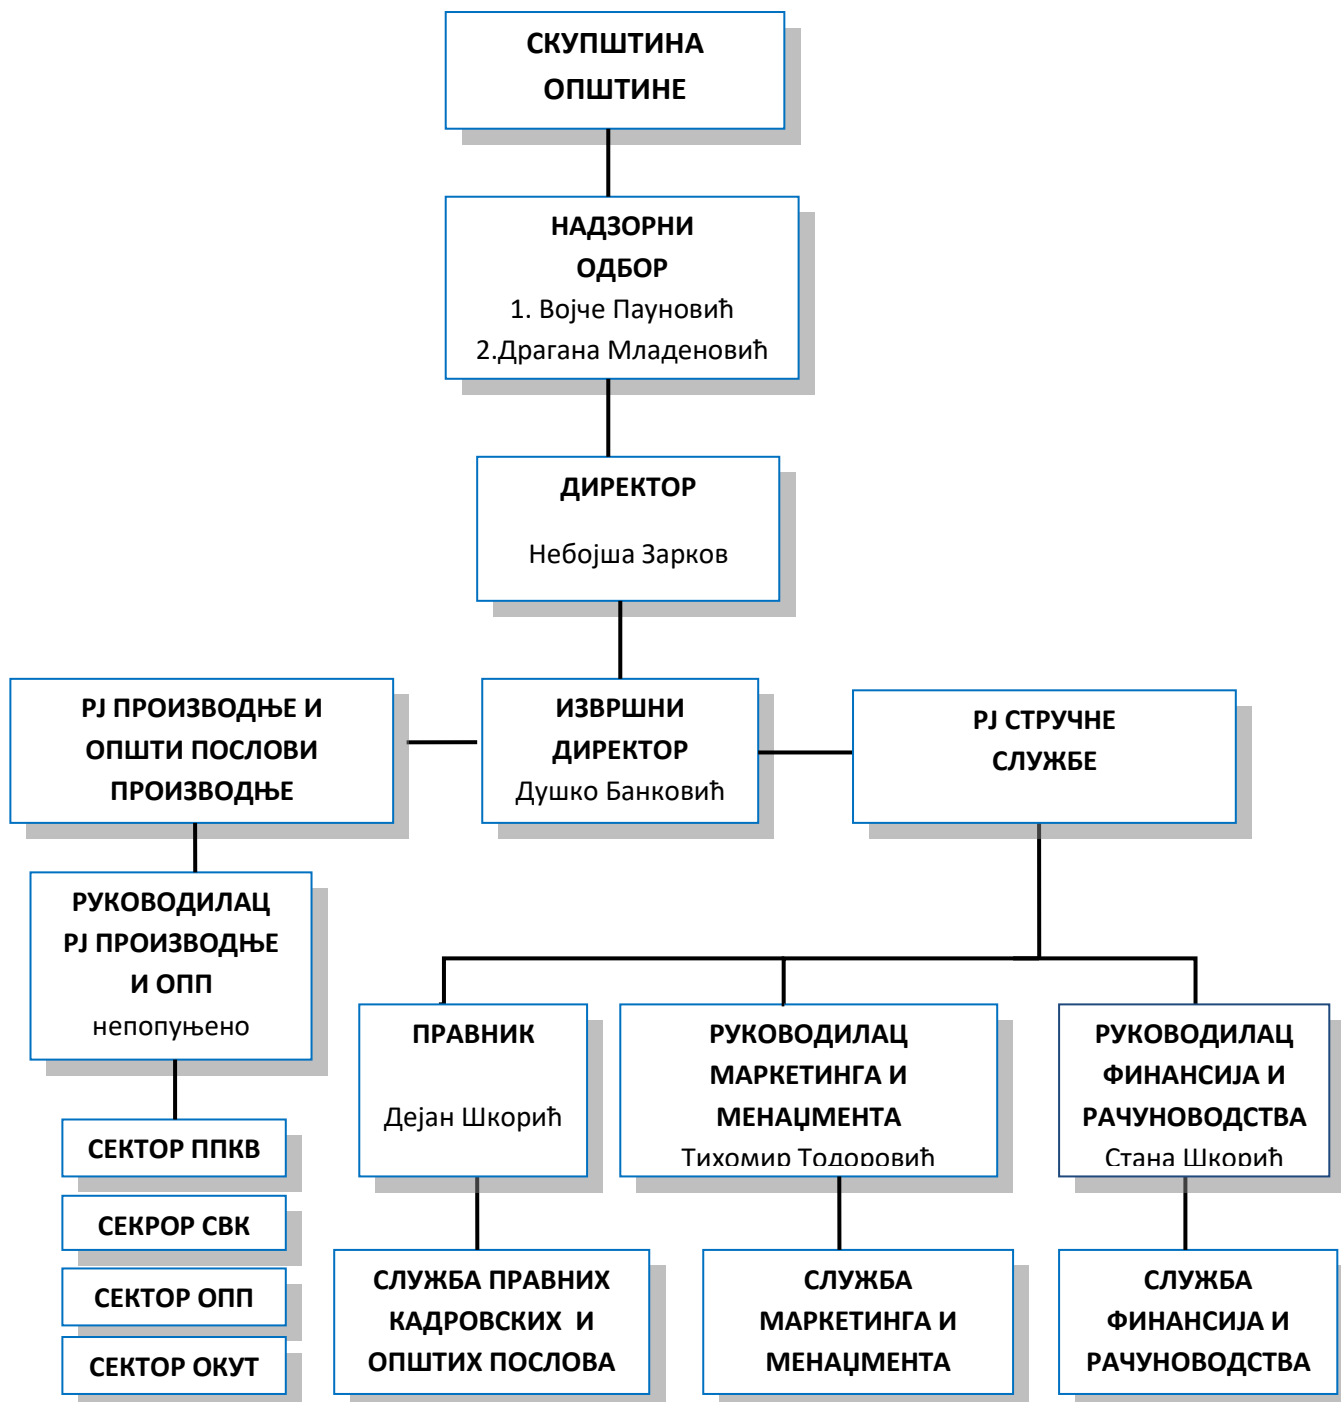 СКУПШТИНА
ОПШТИНЕ
НАДЗОРНИ
ОДБОР
1. Војче Пауновић
2.Драгана Младеновић
ДИРЕКТОР
Небојша Зарков
РЈ ПРОИЗВОДЊЕ И
ОПШТИ ПОСЛОВИ
ПРОИЗВОДЊЕ
ИЗВРШНИ
ДИРЕКТОР
Душко Банковић
РЈ СТРУЧНЕ
СЛУЖБЕ
РУКОВОДИЛАЦ
РЈ ПРОИЗВОДЊЕ
И ОПП
непопуњено
ПРАВНИК
Дејан Шкорић
РУКОВОДИЛАЦ
МАРКЕТИНГА И
МЕНАЏМЕНТА
Тихомир Тодоровић
РУКОВОДИЛАЦ
ФИНАНСИЈА И
РАЧУНОВОДСТВА
Стана Шкорић
СЕКТОР ППКВ
СЕКРОР СВК
СЕКТОР ОПП
СЕКТОР ОКУТ
СЛУЖБА ПРАВНИХ
КАДРОВСКИХ  И
ОПШТИХ ПОСЛОВА
СЛУЖБА
МАРКЕТИНГА И
МЕНАЏМЕНТА
СЛУЖБА
ФИНАНСИЈА И
РАЧУНОВОДСТВА